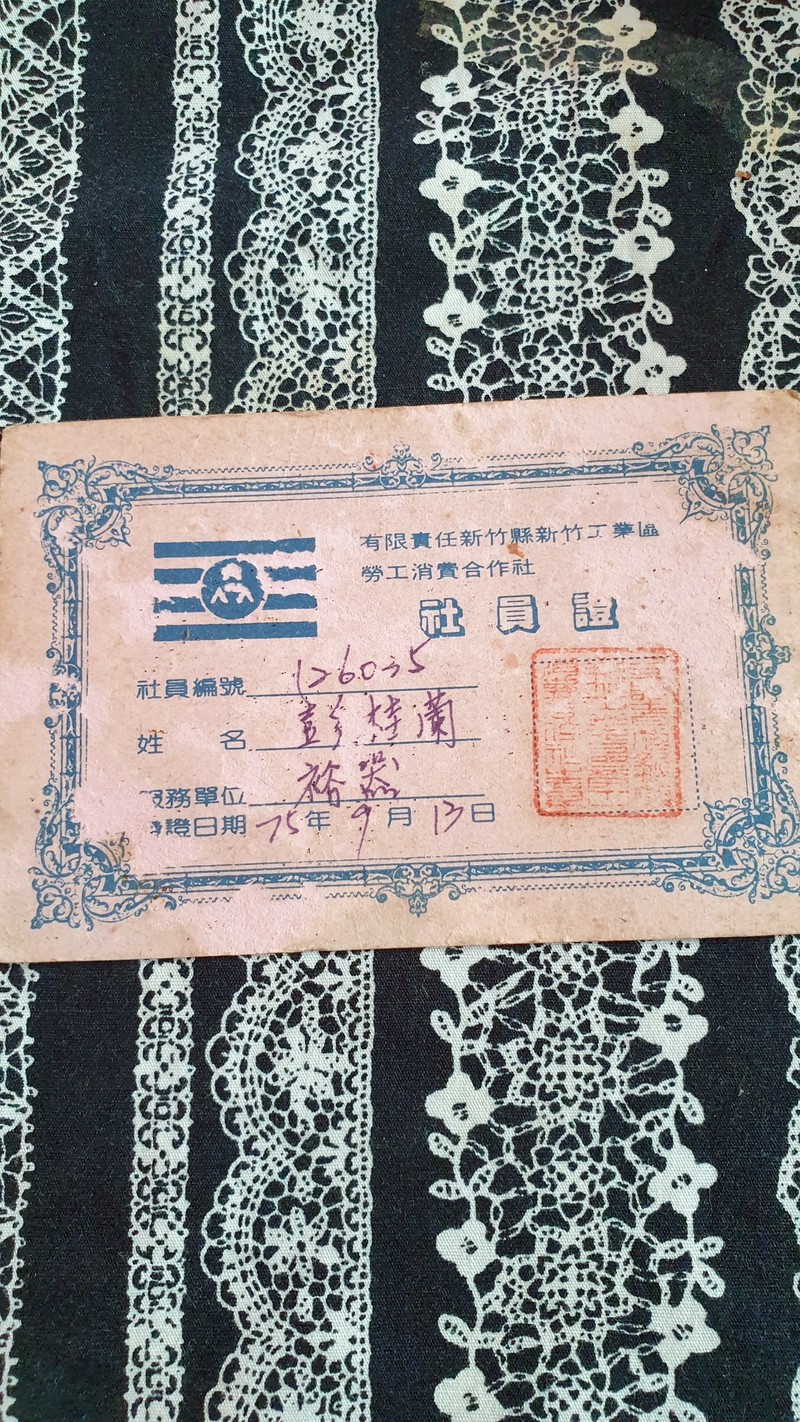 有限責任新竹縣新竹工業區
勞工消費合作社
社員證
社員編號 126035
姓名 彭桂蘭
服務單位 裕器
證日期 75年 9月 13日